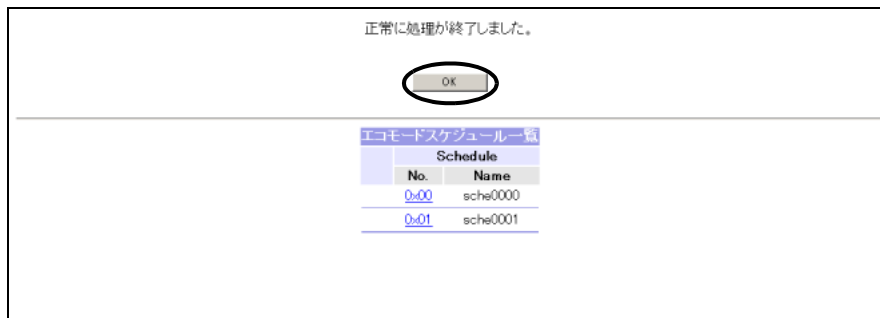 正常に処理が終了しました。
OK
エコモードスケジュール一覧
Schedule
No. Name
0x00 sche0000
0x01 sche0001